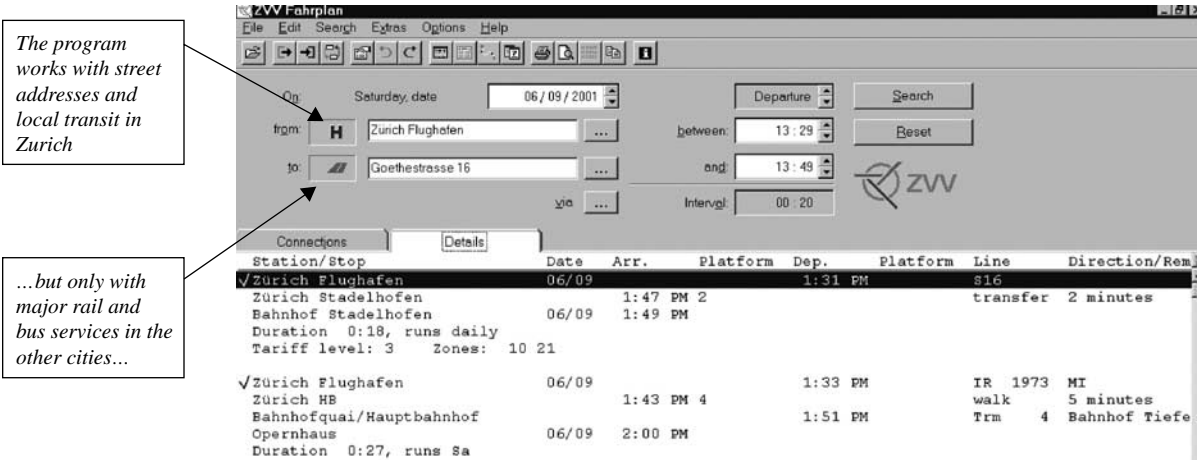 The program
works with street
addresses and
local transit in
Zurich
…but only with
major rail and
bus services in the
other cities…
ZVV Fahrplan
File Edit Search Extras Options Help
On: Saturday, date 06 / 09 / 2001 Departure Search
from: H Zürich Flughafen ... between: 13 : 29 Reset
to: Goethestrasse 16 ... and: 13 : 49
ZVV
via ... Interval: 00 : 20
Connections Details
Station/Stop Date Arr. Platform Dep. Platform Line Direction/Rem
√Zürich Flughafen 06/09 1:31 PM S16
Zürich Stadelhofen 1:47 PM 2 transfer 2 minutes
Bahnhof Stadelhofen 06/09 1:49 PM
Duration 0:18, runs daily
Tariff level: 3 Zones: 10 21
√Zürich Flughafen 06/09 1:33 PM IR 1973 MT
Zürich HB 1:43 PM 4 walk 5 minutes
Bahnhofquai/Hauptbahnhof 1:51 PM Trm 4 Bahnhof Tiefe
Opernhaus 06/09 2:00 PM
Duration 0:27, runs Sa